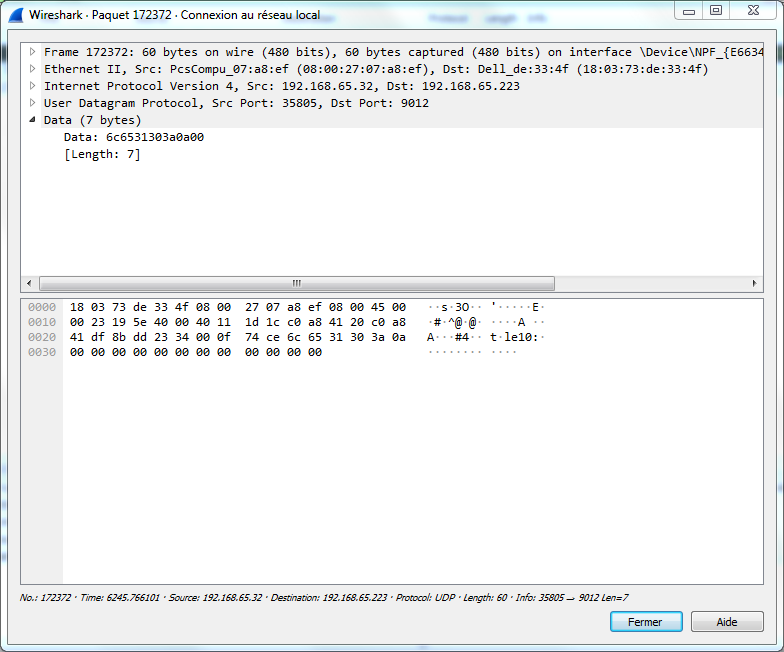 Wireshark · Paquet 172372 · Connexion au réseau local
Frame 172372: 60 bytes on wire (480 bits), 60 bytes captured (480 bits) on interface \Device\NPF_{E6634
Ethernet II, Src: PcsCompu_07:a8:ef (08:00:27:07:a8:ef), Dst: Dell_de:33:4f (18:03:73:de:33:4f)
Internet Protocol Version 4, Src: 192.168.65.32, Dst: 192.168.65.223
User Datagram Protocol, Src Port: 35805, Dst Port: 9012
Data (7 bytes)
Data: 6c6531303a0a00
[Length: 7]
0000 18 03 73 de 33 4f 08 00 27 07 a8 ef 08 00 45 00 ··s·3O·· '·····E·
0010 00 23 19 5e 40 00 40 11 1d 1c c0 a8 41 20 c0 a8 ·#·^@·@· ····A ··
0020 41 df 8b dd 23 34 00 0f 74 ce 6c 65 31 30 3a 0a A···#4·· t·le10:·
0030 00 00 00 00 00 00 00 00 00 00 00 00 ········ ····
No.: 172372 · Time: 6245.766101 · Source: 192.168.65.32 · Destination: 192.168.65.223 · Protocol: UDP · Length: 60 · Info: 35805 → 9012 Len=7
Fermer
Aide